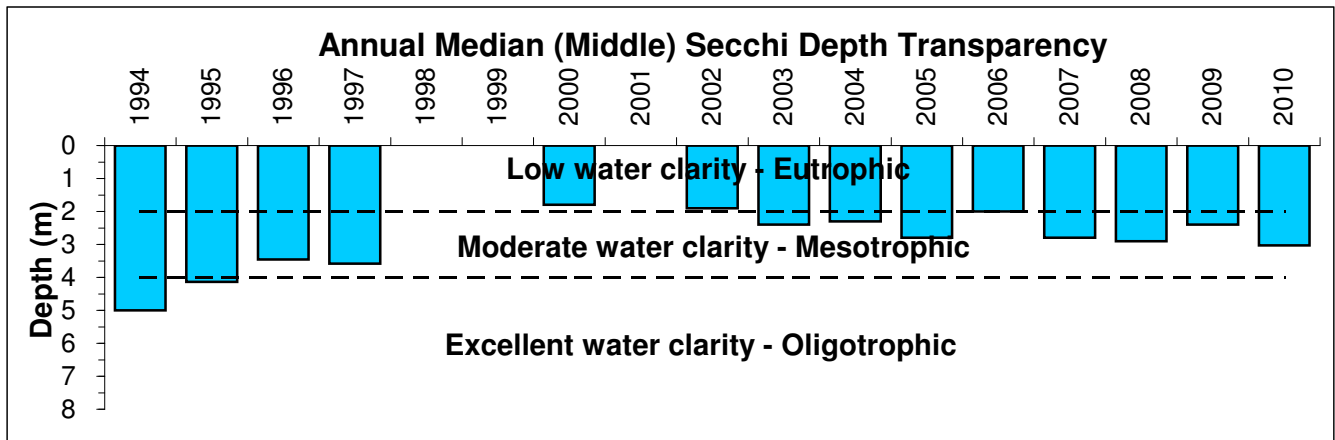 Annual Median (Middle) Secchi Depth Transparency
1994 1995 1996 1997 1998 1999 2000 2001 2002 2003 2004 2005 2006 2007 2008 2009 2010
Depth (m)
0
Low water clarity - Eutrophic
1
2
Moderate water clarity - Mesotrophic
3
4
5
Excellent water clarity - Oligotrophic
6
7
8